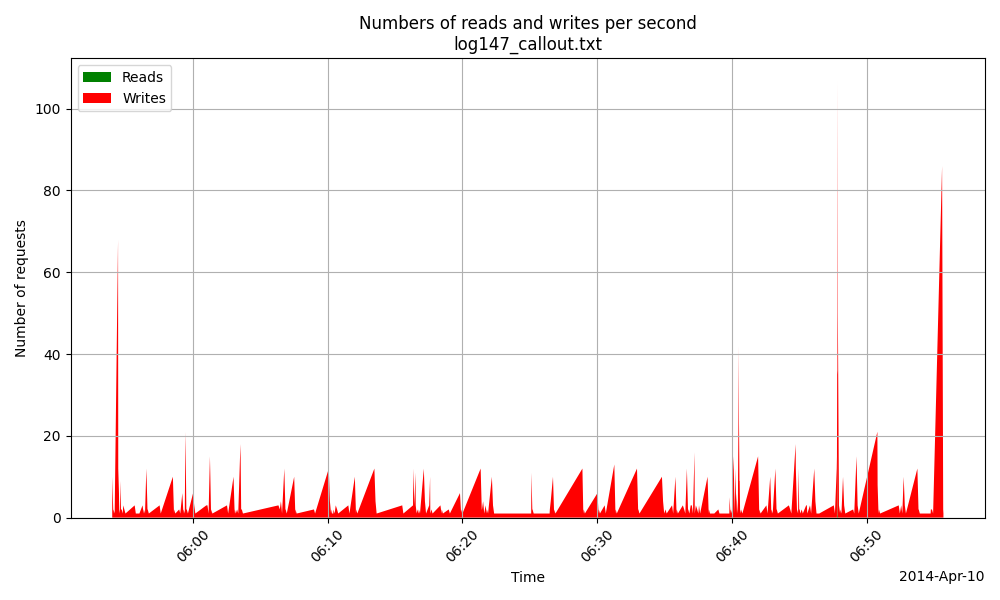 Numbers of reads and writes per second
log147_callout.txt
Reads
Writes
Number of requests
100
80
60
40
20
0
06:00
06:10
06:20
06:30
06:40
06:50
Time
2014-Apr-10